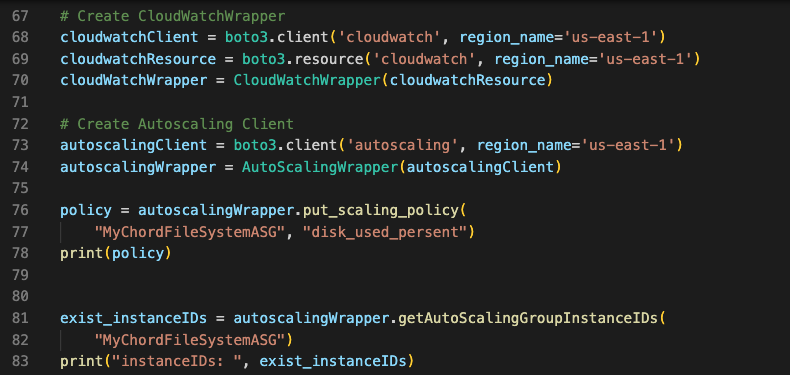 67 # Create CloudWatchWrapper
68 cloudwatchClient = boto3.client('cloudwatch', region_name='us-east-1')
69 cloudwatchResource = boto3.resource('cloudwatch', region_name='us-east-1')
70 cloudWatchWrapper = CloudWatchWrapper(cloudwatchResource)
71
72 # Create Autoscaling Client
73 autoscalingClient = boto3.client('autoscaling', region_name='us-east-1')
74 autoscalingWrapper = AutoScalingWrapper(autoscalingClient)
75
76 policy = autoscalingWrapper.put_scaling_policy(
77     "MyChordFileSystemASG", "disk_used_persent")
78 print(policy)
79
80
81 exist_instanceIDs = autoscalingWrapper.getAutoScalingGroupInstanceIDs(
82     "MyChordFileSystemASG")
83 print("instanceIDs: ", exist_instanceIDs)